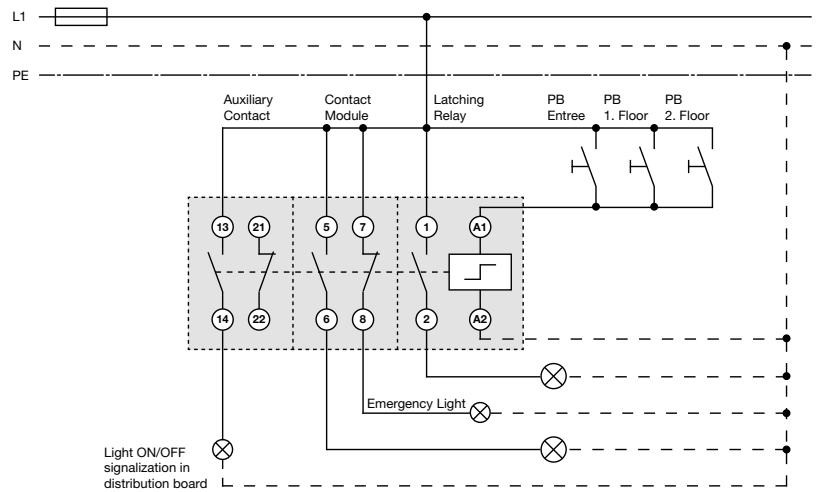 L1
N
PE
Auxiliary
Contact
Contact
Module
Latching
Relay
PB
Entree
PB
1. Floor
PB
2. Floor
13
21
5
7
1
A1
14
22
6
8
2
A2
Emergency Light
Light ON/OFF
signalization in
distribution board